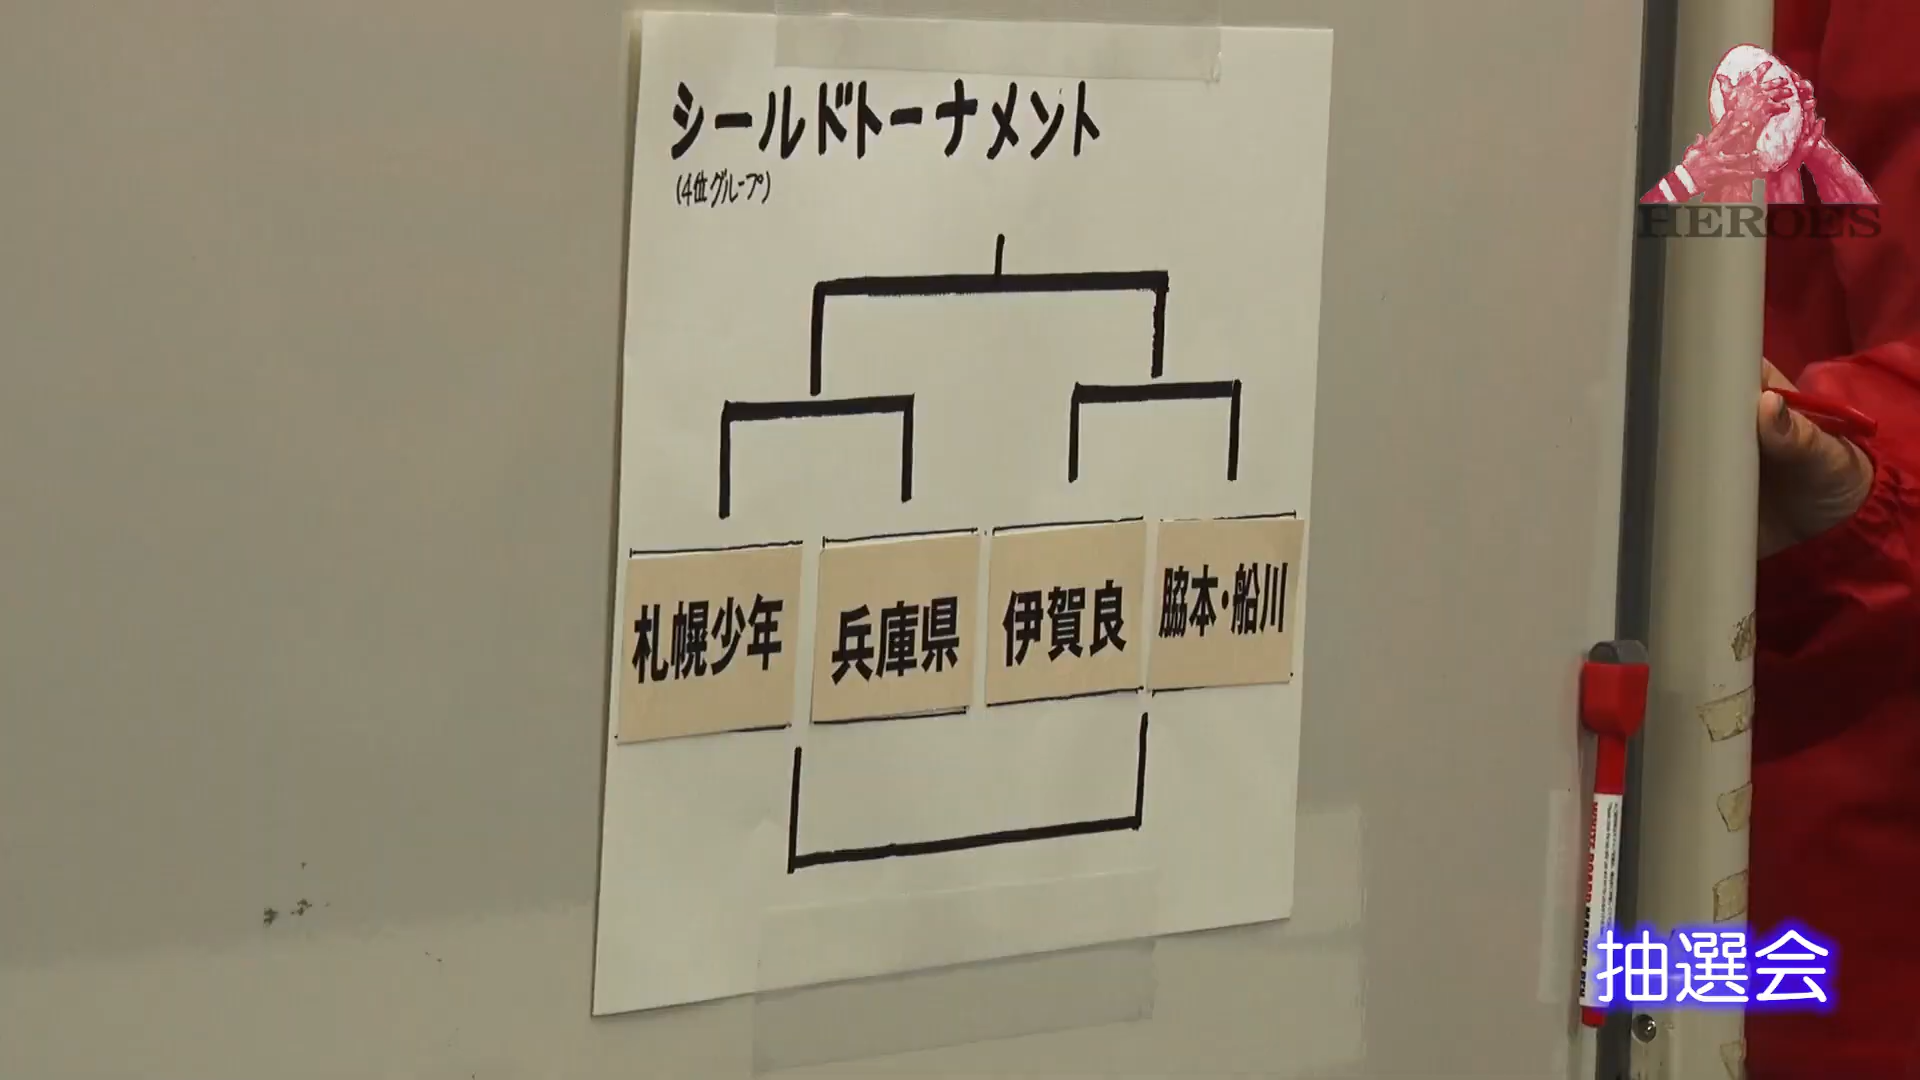 シールドトーナメント
(4位グループ)
HEROES
札幌少年
兵庫県
伊賀良
脇本・船川
抽選会